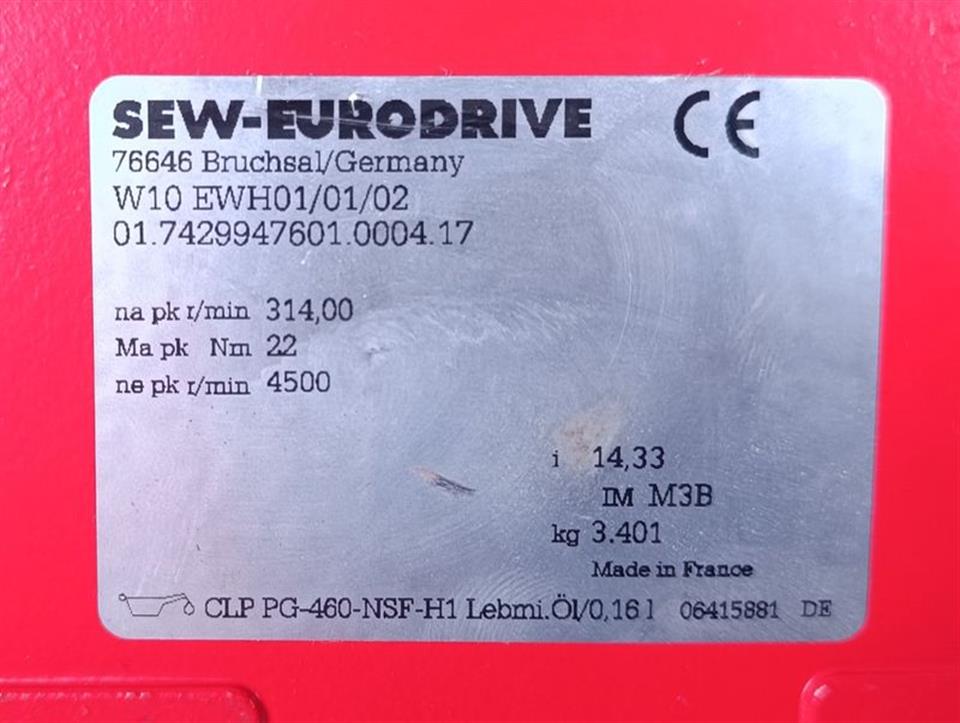 SEW-EURODRIVE CE
76646 Bruchsal/Germany
W10 EWH01/01/02
01.7429947601.0004.17
na pk r/min 314,00
Ma pk Nm 22
ne pk r/min 4500
i 14,33
IM M3B
kg 3.401
Made in France
CLP PG-460-NSF-H1 Lebmi.Öl/0,16 l 06415881 DE